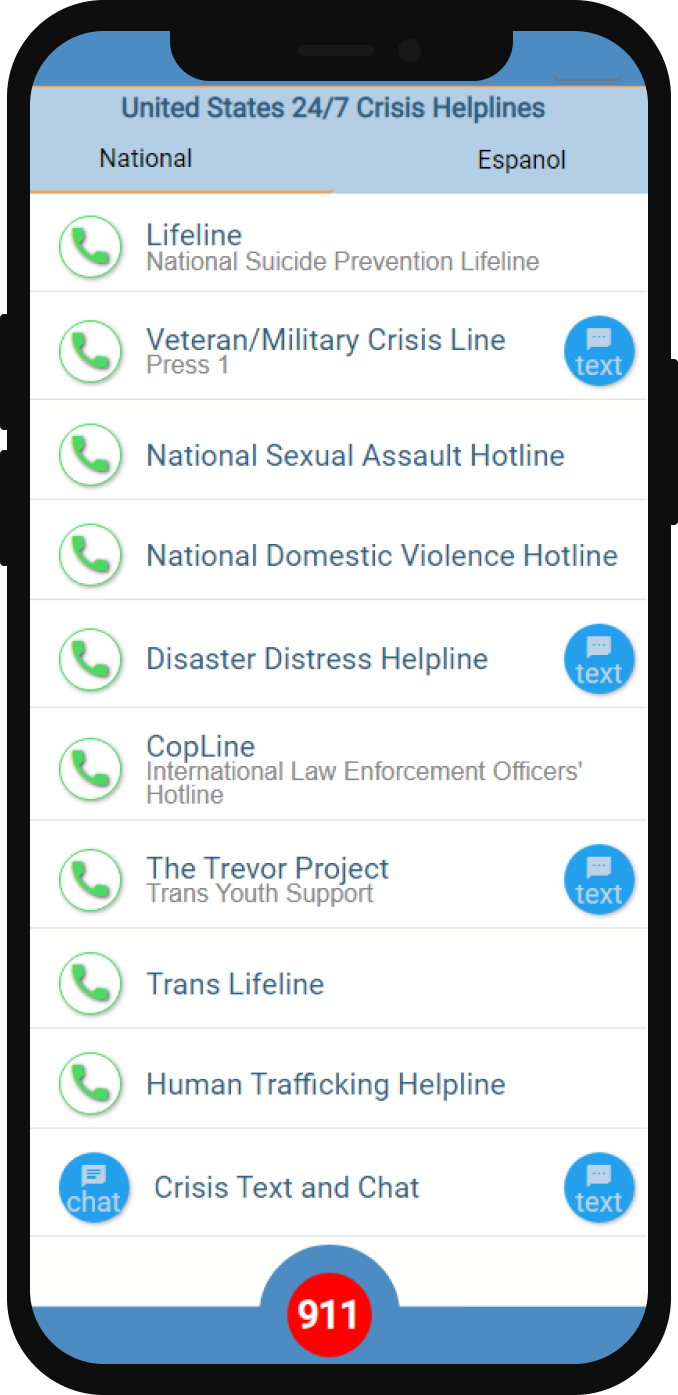 United States 24/7 Crisis Helplines
National
Espanol
Lifeline
National Suicide Prevention Lifeline
Veteran/Military Crisis Line
Press 1
text
National Sexual Assault Hotline
National Domestic Violence Hotline
Disaster Distress Helpline
text
CopLine
International Law Enforcement Officers'
Hotline
The Trevor Project
Trans Youth Support
text
Trans Lifeline
Human Trafficking Helpline
chat
Crisis Text and Chat
text
911